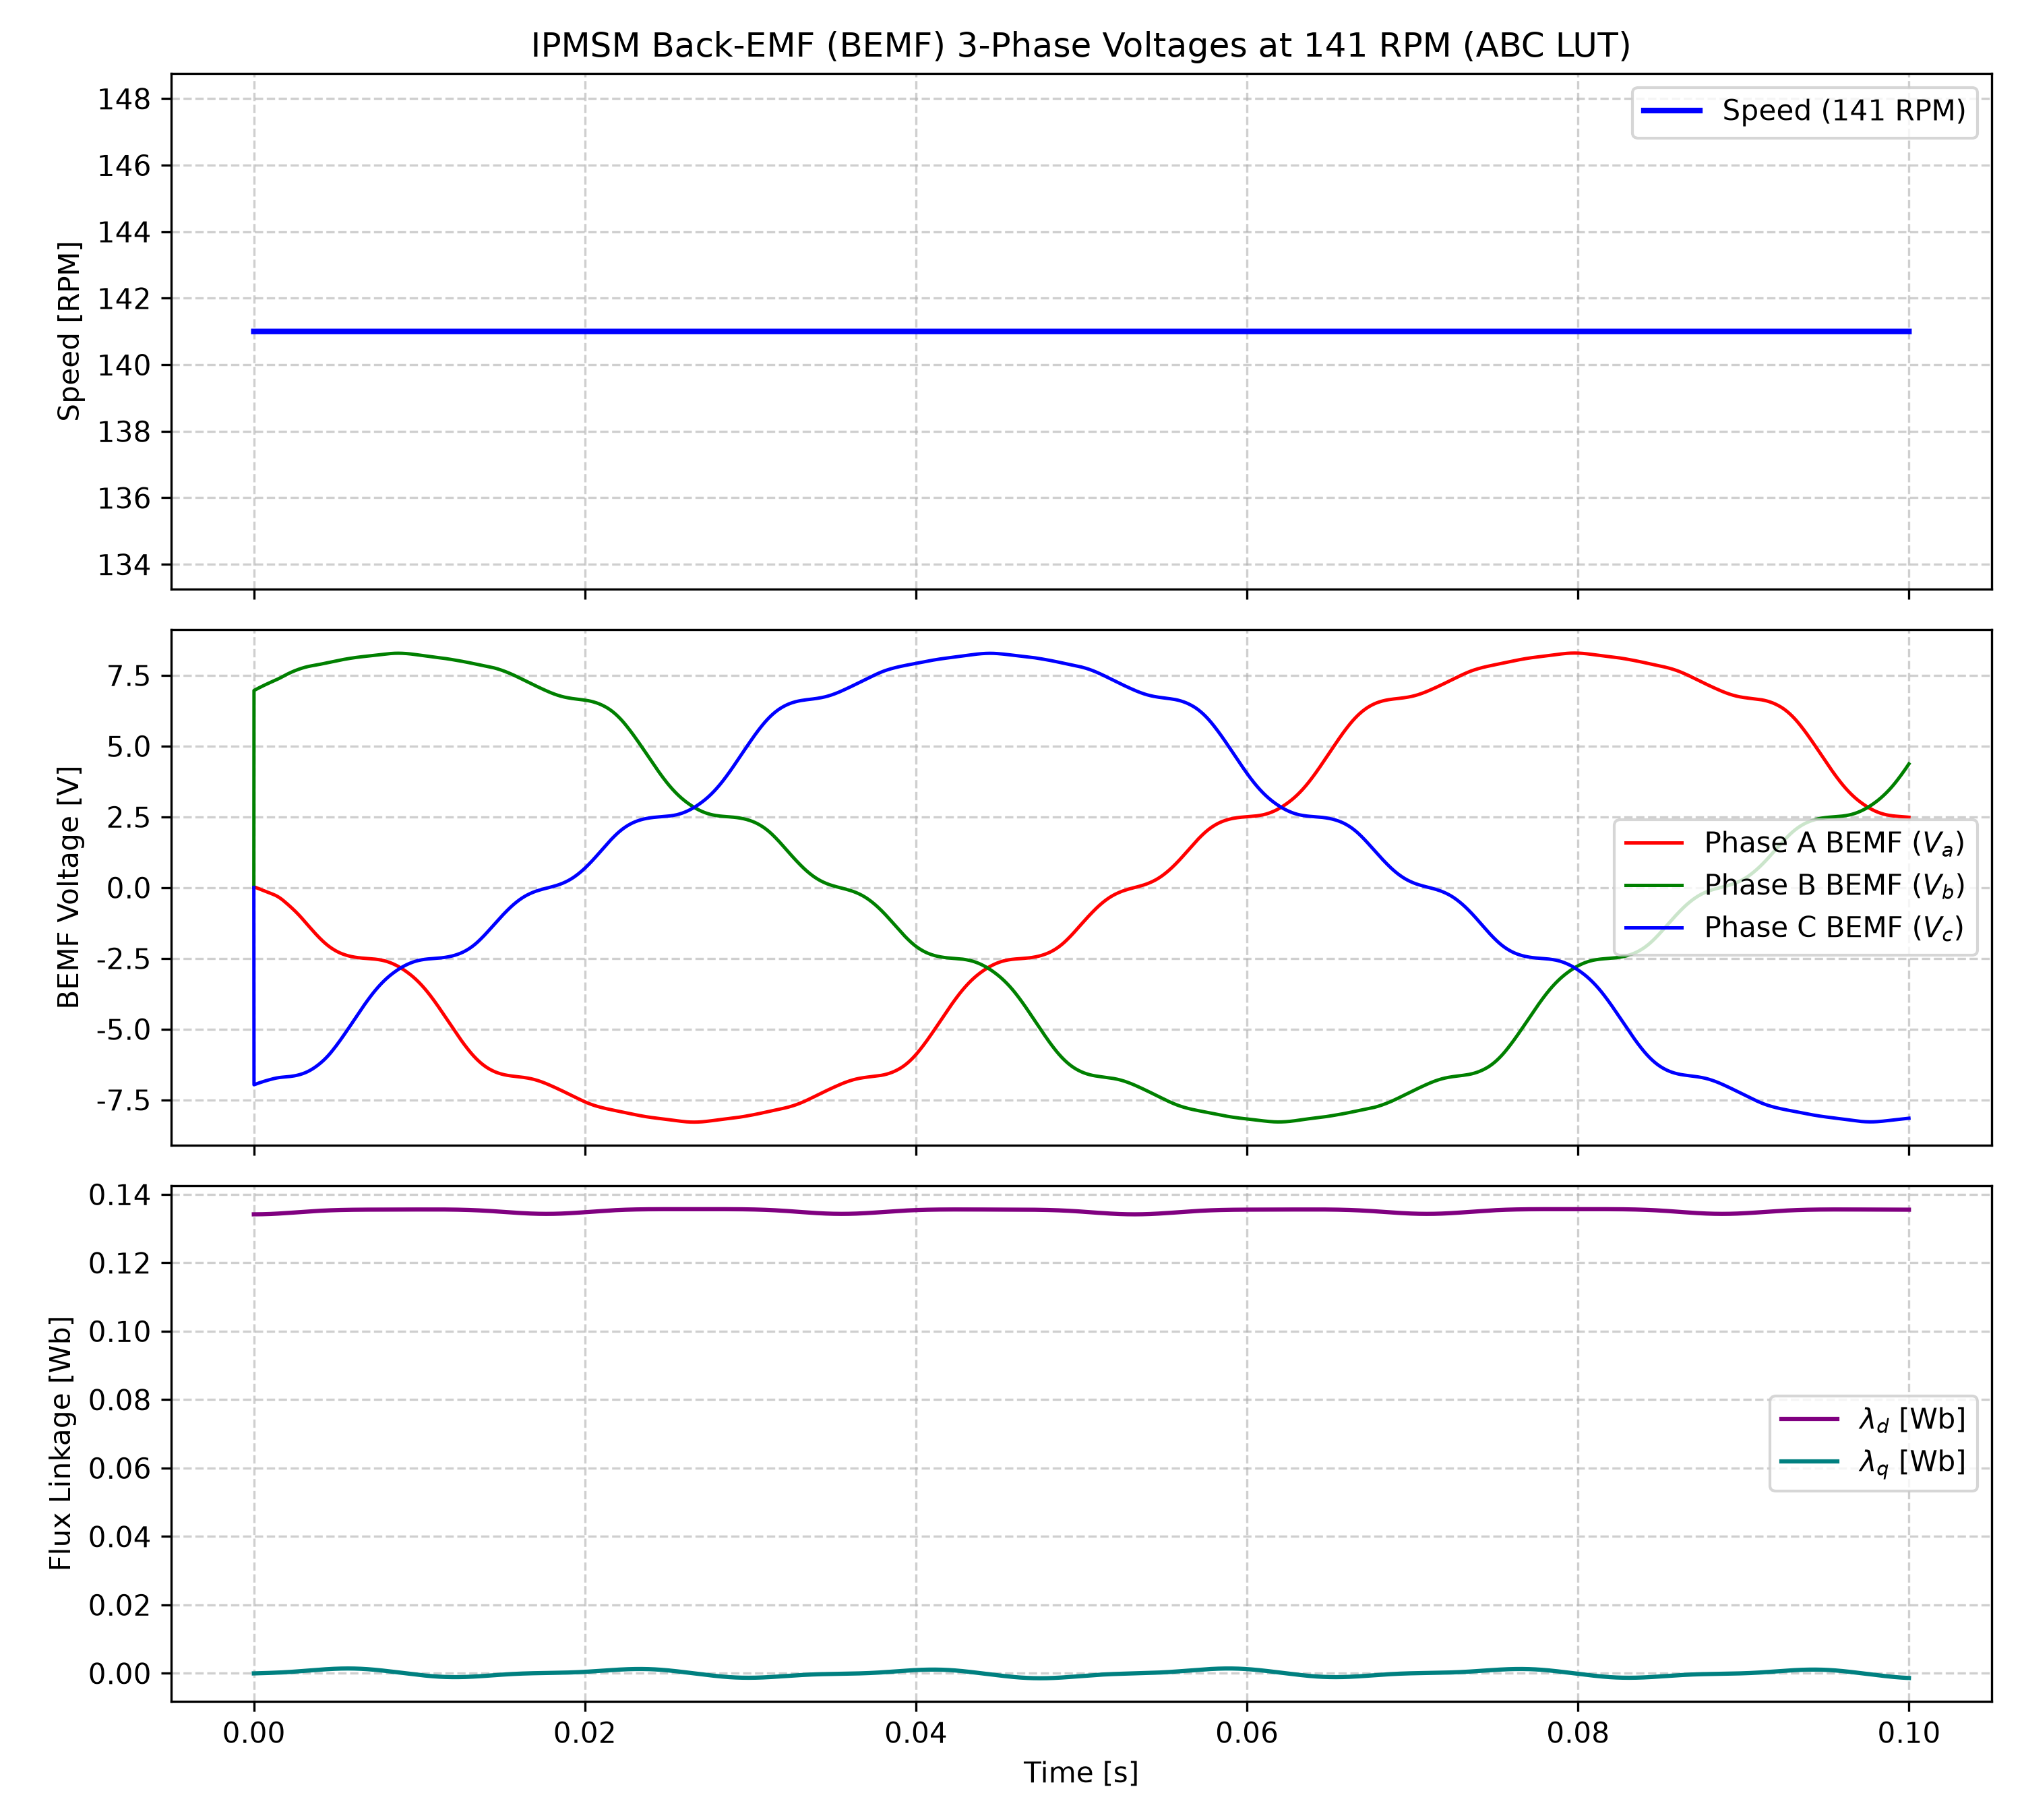 IPMSM Back-EMF (BEMF) 3-Phase Voltages at 141 RPM (ABC LUT)
148
146
144
142
140
138
136
134
Speed [RPM]
Speed (141 RPM)
7.5
5.0
2.5
0.0
-2.5
-5.0
-7.5
BEMF Voltage [V]
Phase A BEMF (Va)
Phase B BEMF (Vb)
Phase C BEMF (Vc)
0.14
0.12
0.10
0.08
0.06
0.04
0.02
0.00
Flux Linkage [Wb]
λd [Wb]
λq [Wb]
0.00 0.02 0.04 0.06 0.08 0.10
Time [s]